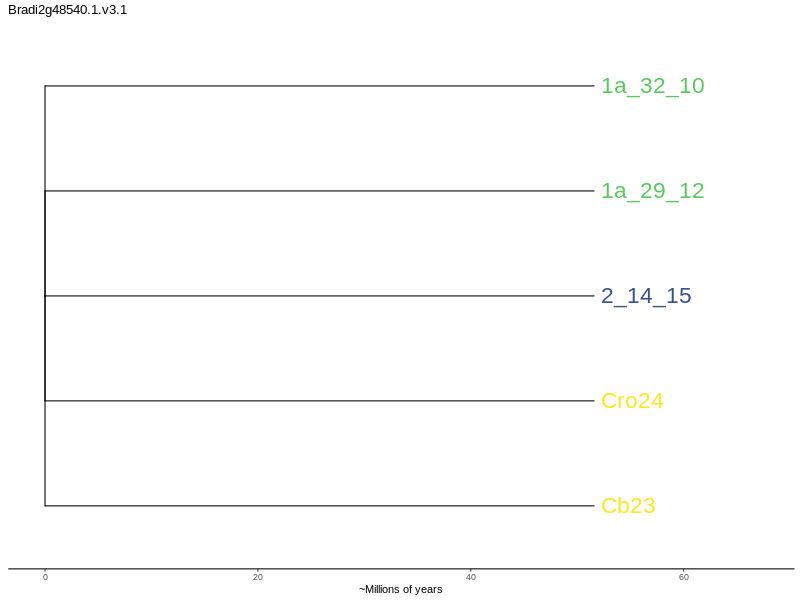 Bradi2g48540.1.v3.1
1a_32_10
1a_29_12
2_14_15
Cro24
Cb23
0 20 40 60
~Millions of years